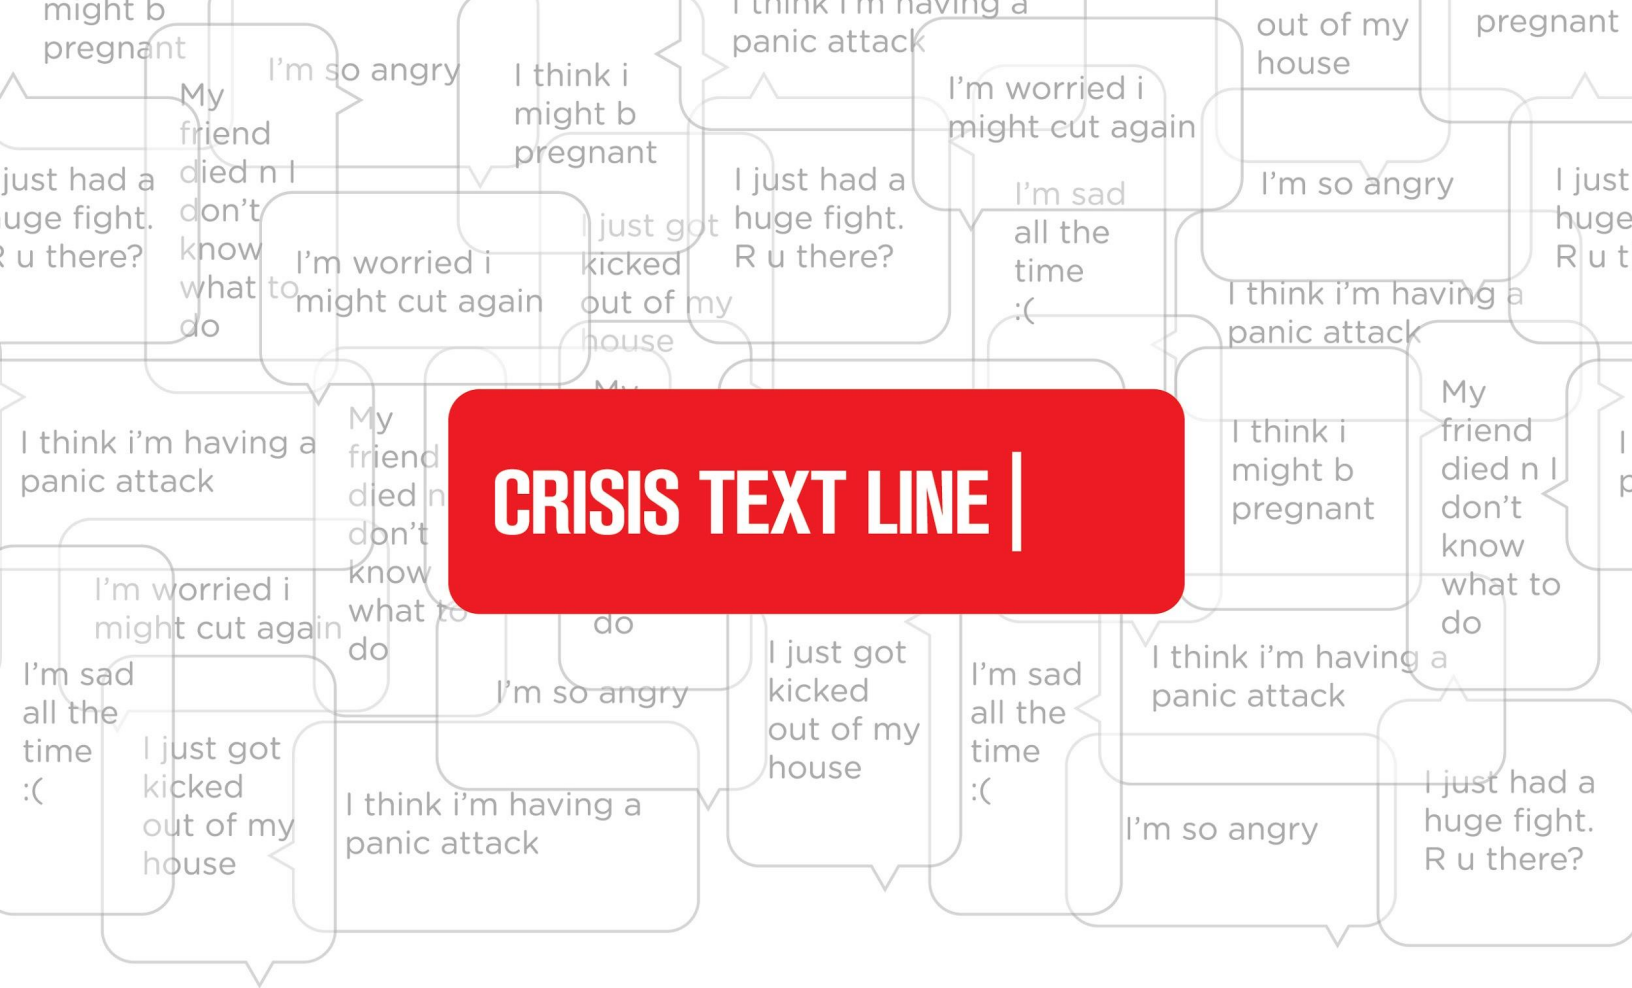 might b
pregnant
I'm so angry
My
friend
died n I
don't
know
what to
do
I think i
might b
pregnant
I think i'm having a
panic attack
I'm worried i
might cut again
out of my
house
pregnant
just had a
huge fight.
R u there?
I'm worried i
might cut again
I just got
kicked
out of my
house
I just had a
huge fight.
R u there?
I'm sad
all the
time
:(
I'm so angry
I just
huge
R u t
I think i'm having a
panic attack
I think i'm having a
panic attack
My
friend
died n
don't
know
what to
do
My
do
CRISIS TEXT LINE |
I think i
might b
pregnant
My
friend
died n I
don't
know
what to
do
I
p
I'm worried i
might cut again
I'm sad
all the
time
:(
I just got
kicked
out of my
house
I'm so angry
I think i'm having a
panic attack
I just got
kicked
out of my
house
I'm sad
all the
time
:(
I think i'm having a
panic attack
I'm so angry
I just had a
huge fight.
R u there?